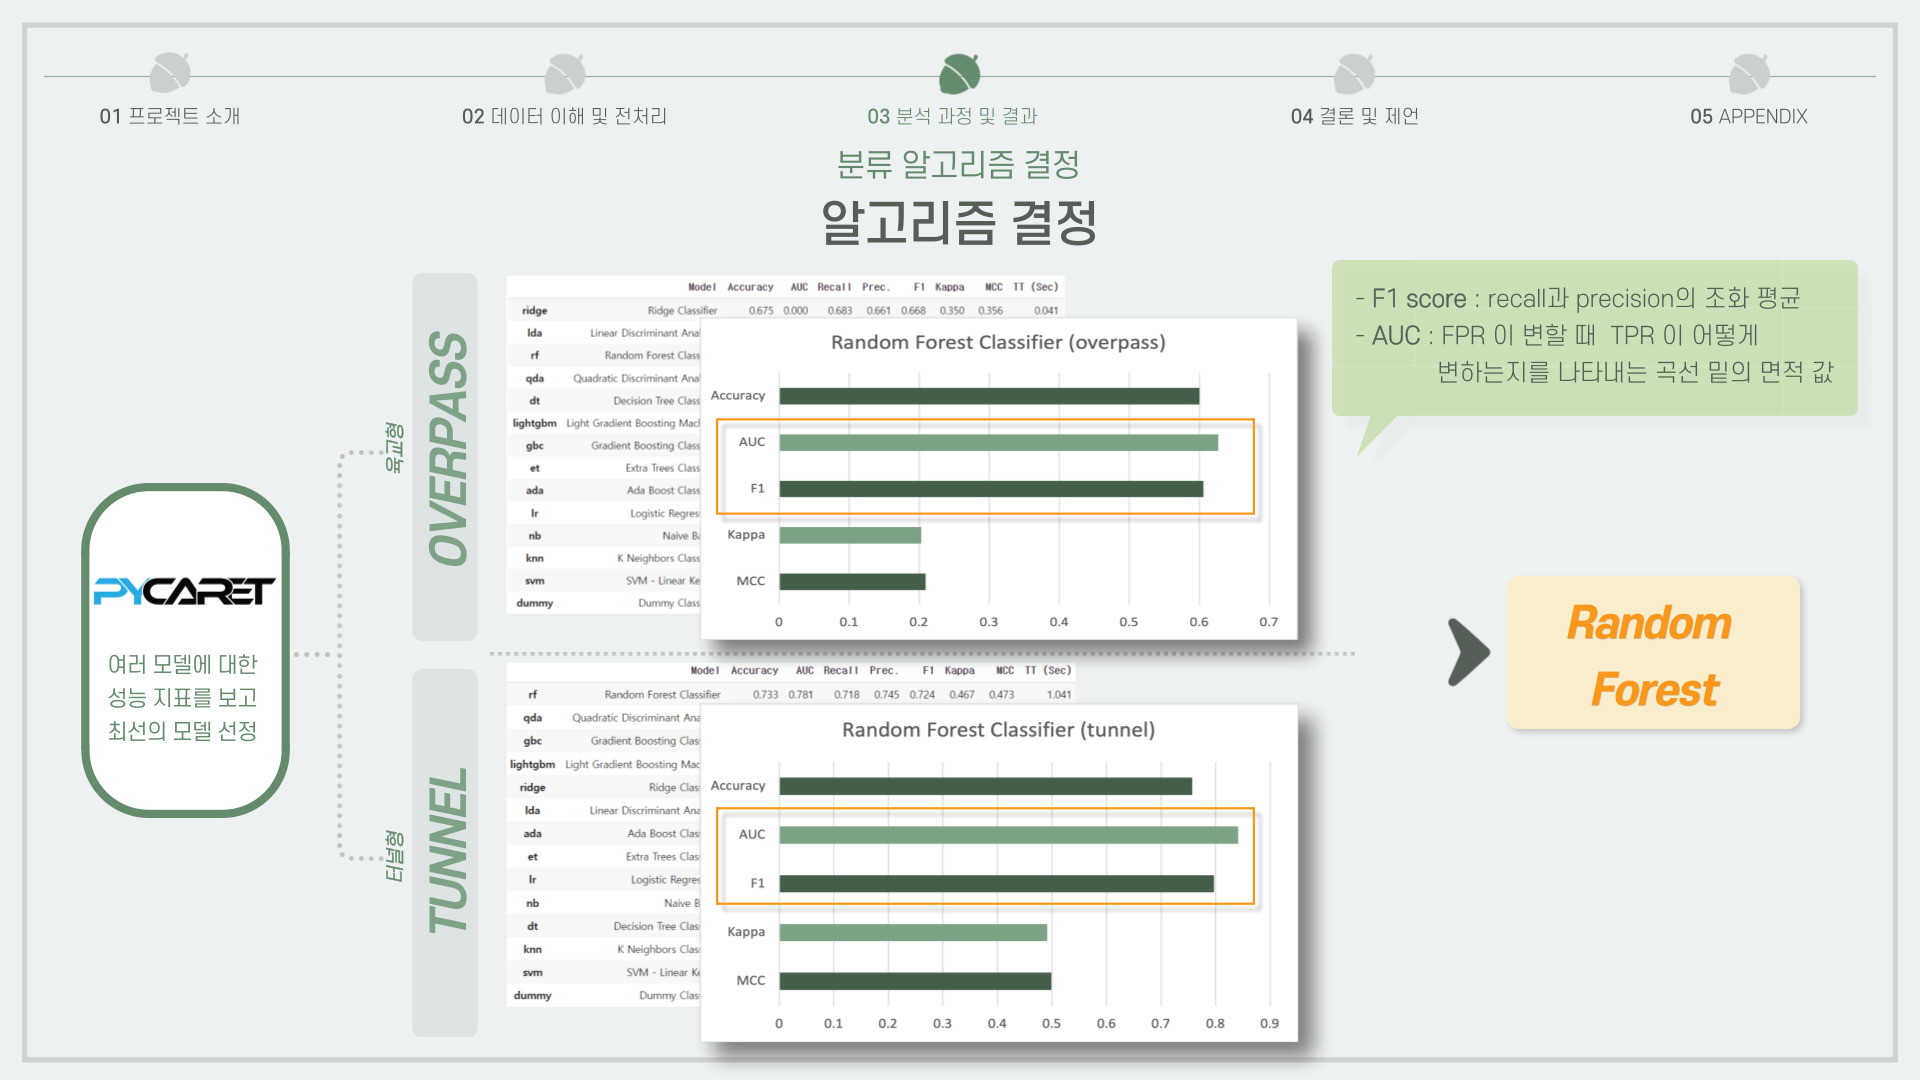 01 프로젝트 소개
02 데이터 이해 및 전처리
03 분석 과정 및 결과
04 결론 및 제언
05 APPENDIX
분류 알고리즘 결정
알고리즘 결정
PYCARET
여러 모델에 대한
성능 지표를 보고
최선의 모델 선정
육교형
OVERPASS
Model Accuracy AUC Recall Prec. F1 Kappa MCC TT (Sec)
ridge Ridge Classifier 0.675 0.000 0.683 0.661 0.668 0.350 0.356 0.041
lda Linear Discriminant Anal
rf Random Forest Class
qda Quadratic Discriminant Anal
dt Decision Tree Class
lightgbm Light Gradient Boosting Macl
gbc Gradient Boosting Class
et Extra Trees Class
ada Ada Boost Class
lr Logistic Regres
nb Naive Ba
knn K Neighbors Class
svm SVM - Linear Ke
dummy Dummy Class
Random Forest Classifier (overpass)
Accuracy
AUC
F1
Kappa
MCC
0 0.1 0.2 0.3 0.4 0.5 0.6 0.7
- F1 score : recall과 precision의 조화 평균
- AUC : FPR 이 변할 때 TPR 이 어떻게
변하는지를 나타내는 곡선 밑의 면적 값
터널형
TUNNEL
Model Accuracy AUC Recall Prec. F1 Kappa MCC TT (Sec)
rf Random Forest Classifier 0.733 0.781 0.718 0.745 0.724 0.467 0.473 1.041
qda Quadratic Discriminant Ana
gbc Gradient Boosting Clas
lightgbm Light Gradient Boosting Mac
ridge Ridge Clas
lda Linear Discriminant Ana
ada Ada Boost Clas
et Extra Trees Clas
lr Logistic Regres
nb Naive B
dt Decision Tree Clas
knn K Neighbors Clas
svm SVM - Linear Ke
dummy Dummy Clas
Random Forest Classifier (tunnel)
Accuracy
AUC
F1
Kappa
MCC
0 0.1 0.2 0.3 0.4 0.5 0.6 0.7 0.8 0.9
Random
Forest